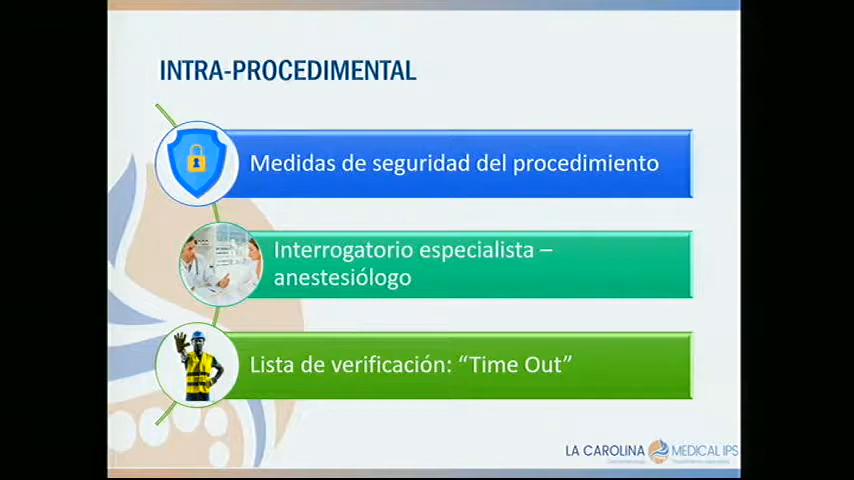 INTRA-PROCEDIMENTAL
Medidas de seguridad del procedimiento
Interrogatorio especialista –
anestesiólogo
Lista de verificación: “Time Out”
LA CAROLINA MEDICAL IPS